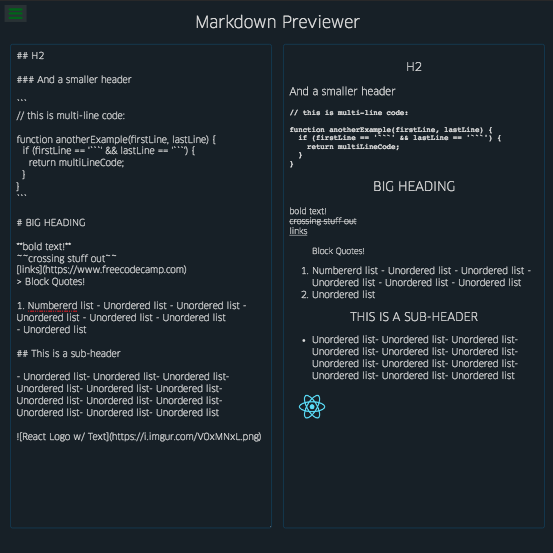 Markdown Previewer
## H2
### And a smaller header
```
// this is multi-line code:
function anotherExample(firstLine, lastLine) {
if (firstLine == '```' && lastLine == '```') {
return multiLineCode;
}
}
```
# BIG HEADING
**bold text!**
~~crossing stuff out~~
[links](https://www.freecodecamp.com)
> Block Quotes!
1. Numbererd list - Unordered list - Unordered list -
Unordered list - Unordered list - Unordered list
- Unordered list
## This is a sub-header
- Unordered list- Unordered list- Unordered list-
Unordered list- Unordered list- Unordered list-
Unordered list- Unordered list- Unordered list-
Unordered list- Unordered list- Unordered list
![React Logo w/ Text](https://i.imgur.com/V0xMNxL.png)
H2
And a smaller header
// this is multi-line code:
function anotherExample(firstLine, lastLine) {
if (firstLine == '```' && lastLine == '```') {
return multiLineCode;
}
}
BIG HEADING
bold text!
crossing stuff out
links
Block Quotes!
1. Numbererd list - Unordered list - Unordered list -
Unordered list - Unordered list - Unordered list
2. Unordered list
THIS IS A SUB-HEADER
• Unordered list- Unordered list- Unordered list-
Unordered list- Unordered list- Unordered list-
Unordered list- Unordered list- Unordered list-
Unordered list- Unordered list- Unordered list